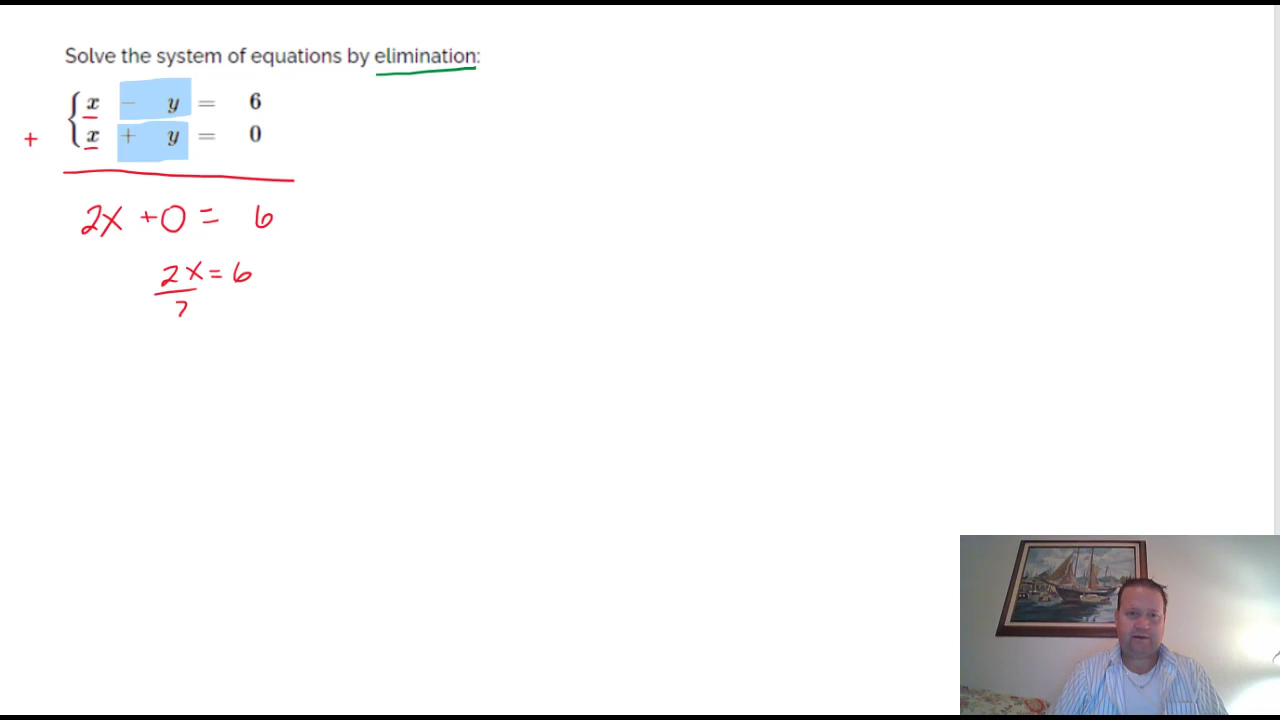 Solve the system of equations by elimination:
x − y = 6
+ x + y = 0
2x + 0 = 6
2x = 6
2